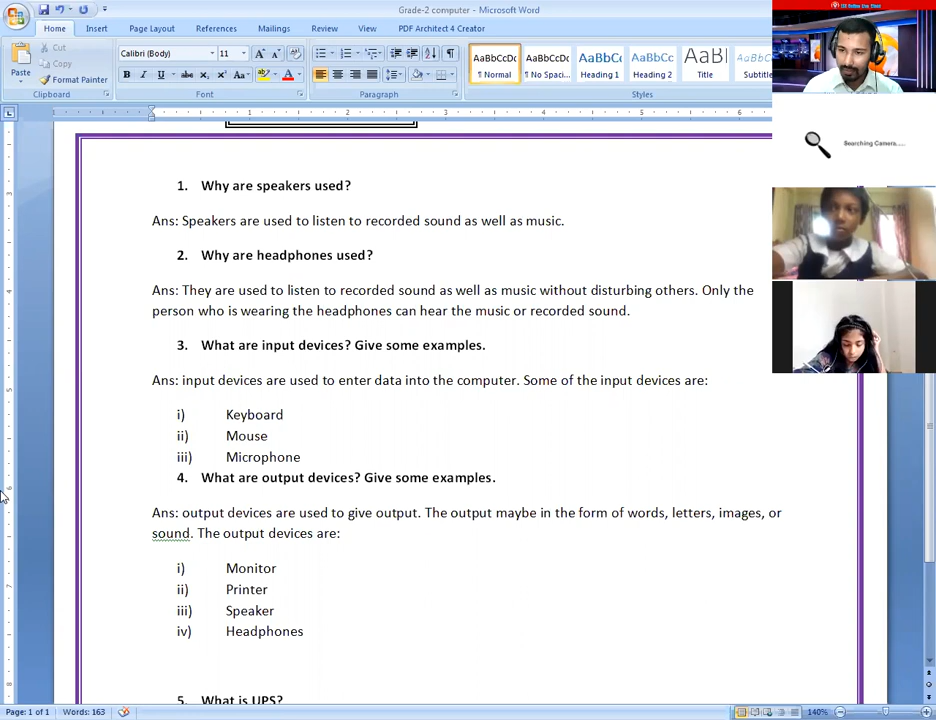 Grade-2 computer - Microsoft Word
Home Insert Page Layout References Mailings Review View PDF Architect 4 Creator
Paste
Cut
Copy
Format Painter
Calibri (Body) 11
AaBbCcDc AaBbCcDc AaBbCc AaBbCc AaBb AaBbCc
¶ Normal ¶ No Spaci... Heading 1 Heading 2 Title Subtitle
Clipboard Font Paragraph Styles
Searching Camera.....
1. Why are speakers used?
Ans: Speakers are used to listen to recorded sound as well as music.
2. Why are headphones used?
Ans: They are used to listen to recorded sound as well as music without disturbing others. Only the
person who is wearing the headphones can hear the music or recorded sound.
3. What are input devices? Give some examples.
Ans: input devices are used to enter data into the computer. Some of the input devices are:
i) Keyboard
ii) Mouse
iii) Microphone
4. What are output devices? Give some examples.
Ans: output devices are used to give output. The output maybe in the form of words, letters, images, or
sound. The output devices are:
i) Monitor
ii) Printer
iii) Speaker
iv) Headphones
5. What is UPS?
Page: 1 of 1 Words: 163 140%